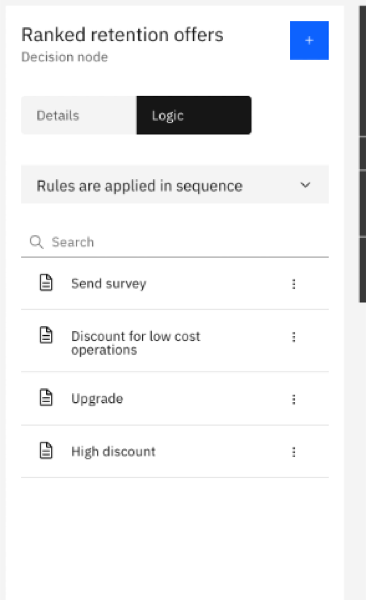 Ranked retention offers
Decision node
Details
Logic
Rules are applied in sequence
Search
Send survey
Discount for low cost
operations
Upgrade
High discount